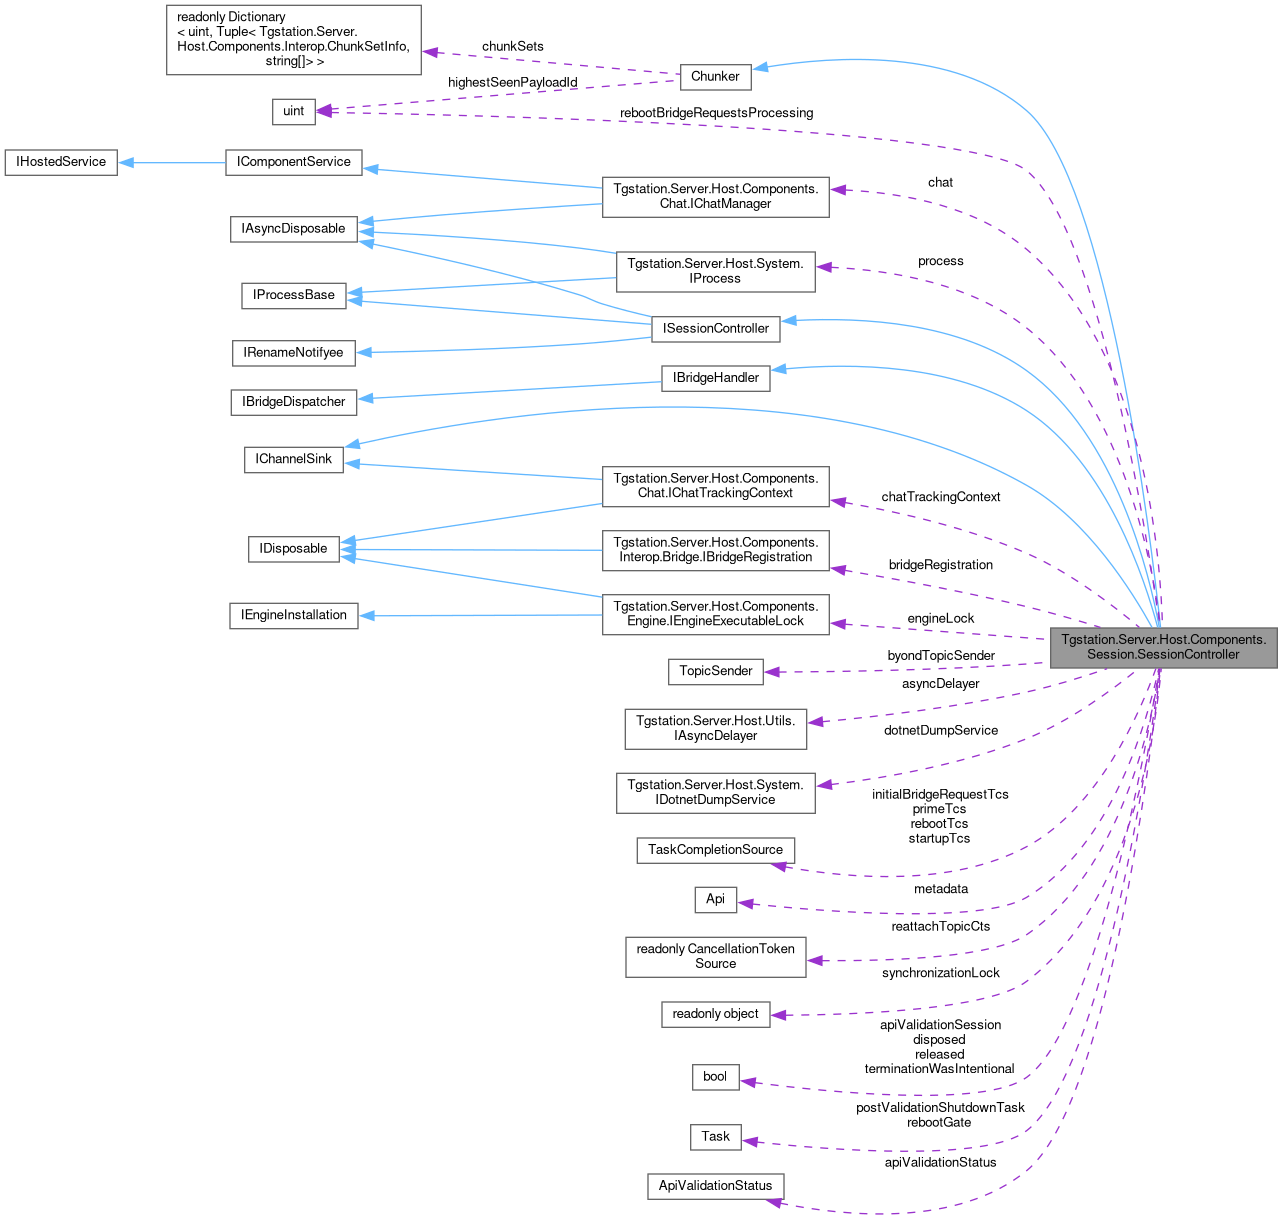 readonly Dictionary
< uint, Tuple< Tgstation.Server.
Host.Components.Interop.ChunkSetInfo,
string[]> >
chunkSets
Chunker
highestSeenPayloadId
uint
rebootBridgeRequestsProcessing
IHostedService
IComponentService
Tgstation.Server.Host.Components.
Chat.IChatManager
chat
IAsyncDisposable
Tgstation.Server.Host.System.
IProcess
process
IProcessBase
ISessionController
IRenameNotifyee
IBridgeHandler
IBridgeDispatcher
IChannelSink
Tgstation.Server.Host.Components.
Chat.IChatTrackingContext
chatTrackingContext
IDisposable
Tgstation.Server.Host.Components.
Interop.Bridge.IBridgeRegistration
bridgeRegistration
IEngineInstallation
Tgstation.Server.Host.Components.
Engine.IEngineExecutableLock
engineLock
Tgstation.Server.Host.Components.
Session.SessionController
TopicSender
byondTopicSender
Tgstation.Server.Host.Utils.
IAsyncDelayer
asyncDelayer
Tgstation.Server.Host.System.
IDotnetDumpService
dotnetDumpService
TaskCompletionSource
initialBridgeRequestTcs
primeTcs
rebootTcs
startupTcs
Api
metadata
readonly CancellationToken
Source
reattachTopicCts
readonly object
synchronizationLock
bool
apiValidationSession
disposed
released
terminationWasIntentional
Task
postValidationShutdownTask
rebootGate
ApiValidationStatus
apiValidationStatus